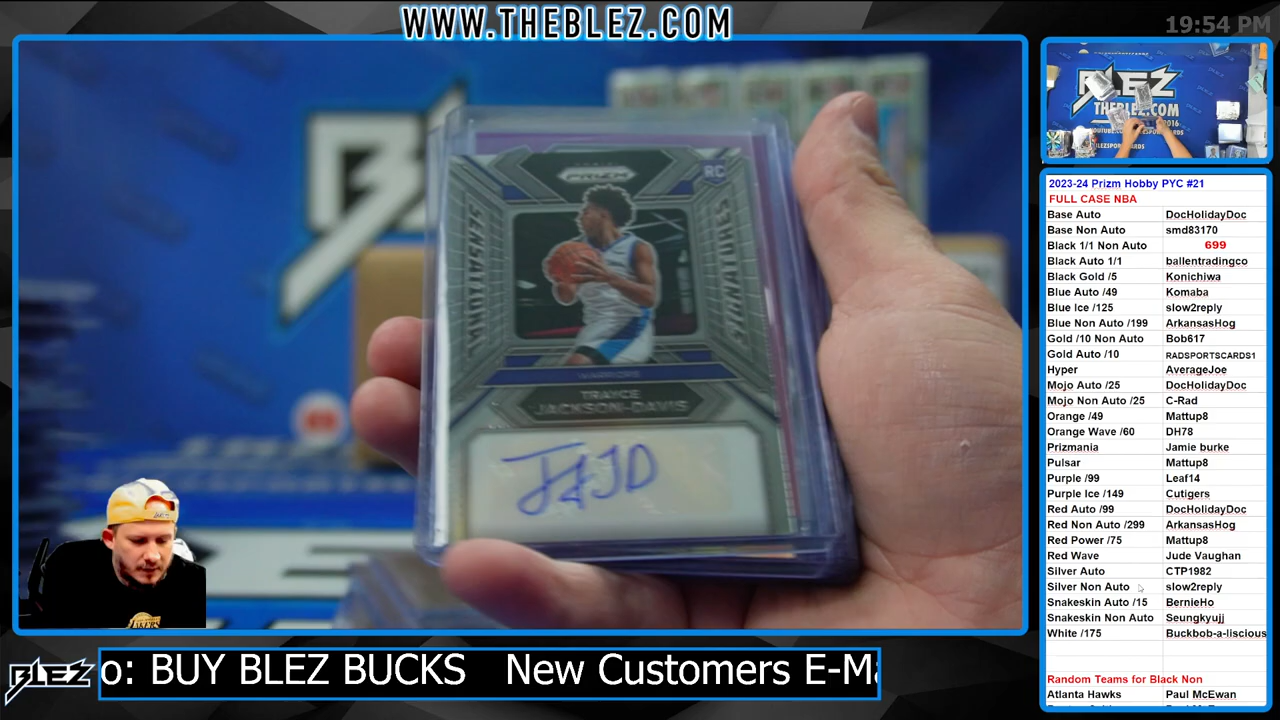 WWW.THEBLEZ.COM
19:54 PM
BLEZ
THEBLEZ.COM
PRIZM
RC
SENSATIONAL
SIGNATURES
WARRIORS
TRAYCE
JACKSON-DAVIS
TJD
2023-24 Prizm Hobby PYC #21
FULL CASE NBA
Base Auto DocHolidayDoc
Base Non Auto smd83170
Black 1/1 Non Auto 699
Black Auto 1/1 ballentradingco
Black Gold /5 Konichiwa
Blue Auto /49 Komaba
Blue Ice /125 slow2reply
Blue Non Auto /199 ArkansasHog
Gold /10 Non Auto Bob617
Gold Auto /10 RADSPORTSCARDS1
Hyper AverageJoe
Mojo Auto /25 DocHolidayDoc
Mojo Non Auto /25 C-Rad
Orange /49 Mattup8
Orange Wave /60 DH78
Prizmania Jamie burke
Pulsar Mattup8
Purple /99 Leaf14
Purple Ice /149 Cutigers
Red Auto /99 DocHolidayDoc
Red Non Auto /299 ArkansasHog
Red Power /75 Mattup8
Red Wave Jude Vaughan
Silver Auto CTP1982
Silver Non Auto slow2reply
Snakeskin Auto /15 BernieHo
Snakeskin Non Auto Seungkyujj
White /175 Buckbob-a-liscious
Random Teams for Black Non
Atlanta Hawks Paul McEwan
BLEZ
o: BUY BLEZ BUCKS New Customers E-Ma